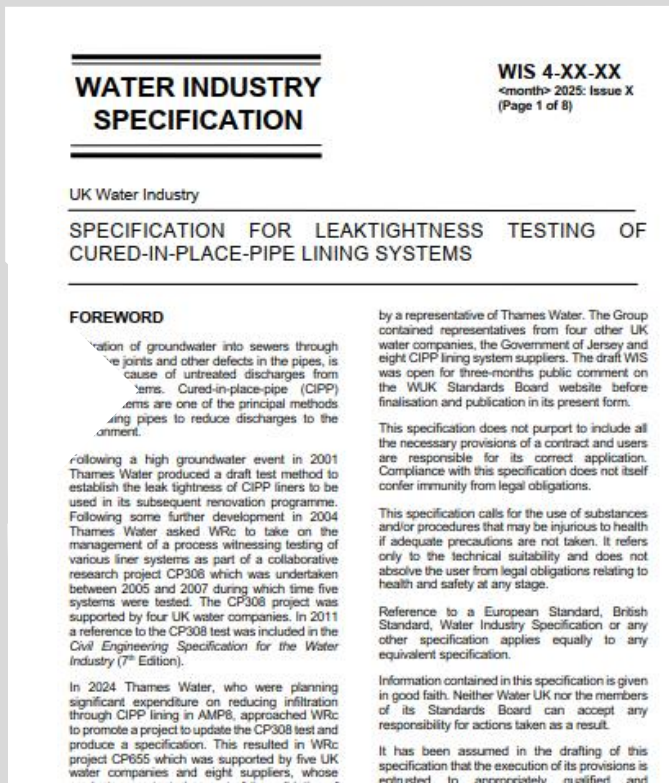 WATER INDUSTRY
SPECIFICATION
WIS 4-XX-XX
<month> 2025: Issue X
(Page 1 of 8)
UK Water Industry
SPECIFICATION FOR LEAKTIGHTNESS TESTING OF
CURED-IN-PLACE-PIPE LINING SYSTEMS
FOREWORD
of groundwater into sewers through
joints and other defects in the pipes, is
cause of untreated discharges from
Cured-in-place-pipe (CIPP)
are one of the principal methods
pipes to reduce discharges to the
Following a high groundwater event in 2001
Thames Water produced a draft test method to
establish the leak tightness of CIPP liners to be
used in its subsequent renovation programme.
Following some further development in 2004
Thames Water asked WRc to take on the
management of a process witnessing testing of
various liner systems as part of a collaborative
research project CP308 which was undertaken
between 2005 and 2007 during which time five
systems were tested. The CP308 project was
supported by four UK water companies. In 2011
a reference to the CP308 test was included in the
Civil Engineering Specification for the Water
Industry (7th Edition).
In 2024 Thames Water, who were planning
significant expenditure on reducing infiltration
through CIPP lining in AMP8, approached WRc
to promote a project to update the CP308 test and
produce a specification. This resulted in WRc
project CP655 which was supported by five UK
water companies and eight suppliers, whose
by a representative of Thames Water. The Group
contained representatives from four other UK
water companies, the Government of Jersey and
eight CIPP lining system suppliers. The draft WIS
was open for three-months public comment on
the WUK Standards Board website before
finalisation and publication in its present form.
This specification does not purport to include all
the necessary provisions of a contract and users
are responsible for its correct application.
Compliance with this specification does not itself
confer immunity from legal obligations.
This specification calls for the use of substances
and/or procedures that may be injurious to health
if adequate precautions are not taken. It refers
only to the technical suitability and does not
absolve the user from legal obligations relating to
health and safety at any stage.
Reference to a European Standard, British
Standard, Water Industry Specification or any
other specification applies equally to any
equivalent specification.
Information contained in this specification is given
in good faith. Neither Water UK nor the members
of its Standards Board can accept any
responsibility for actions taken as a result.
It has been assumed in the drafting of this
specification that the execution of its provisions is
entrusted to appropriately qualified and